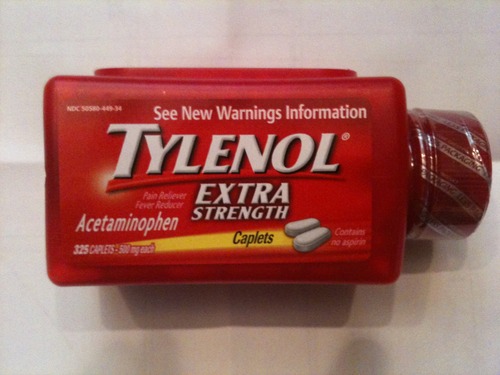 NDC 50580-449-34
See New Warnings Information
TYLENOL®
Pain Reliever
Fever Reducer
EXTRA
STRENGTH
Acetaminophen
Caplets
325 CAPLETS - 500 mg each
Contains
no aspirin